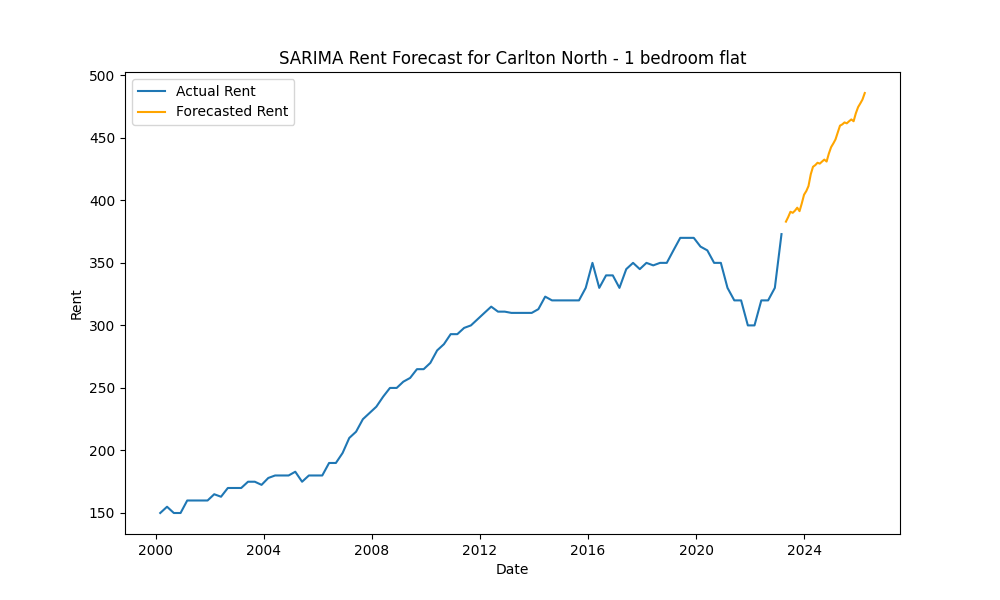 SARIMA Rent Forecast for Carlton North - 1 bedroom flat
Actual Rent
Forecasted Rent
500
450
400
350
300
250
200
150
Rent
2000 2004 2008 2012 2016 2020 2024
Date